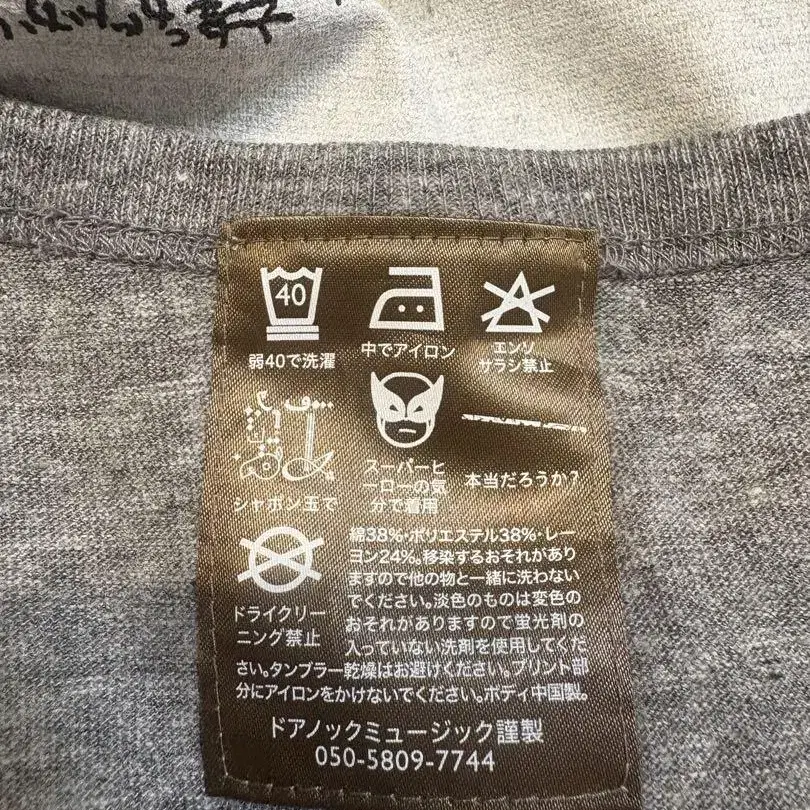 40
弱40で洗濯
中でアイロン
エンソ
サラシ禁止
シャボン玉で
スーパーヒ
ーローの気
分で着用
本当だろうか?
ドライクリー
ニング禁止
綿38%・ポリエステル38%・レー
ヨン24%。移染するおそれがあり
ますので他の物と一緒に洗わない
でください。淡色のものは変色の
おそれがありますので蛍光剤の
入っていない洗剤を使用してくだ
さい。タンブラー乾燥はお避けください。プリント部
分にアイロンをかけないでください。ボディ中国製。
ドアノックミュージック謹製
050-5809-7744